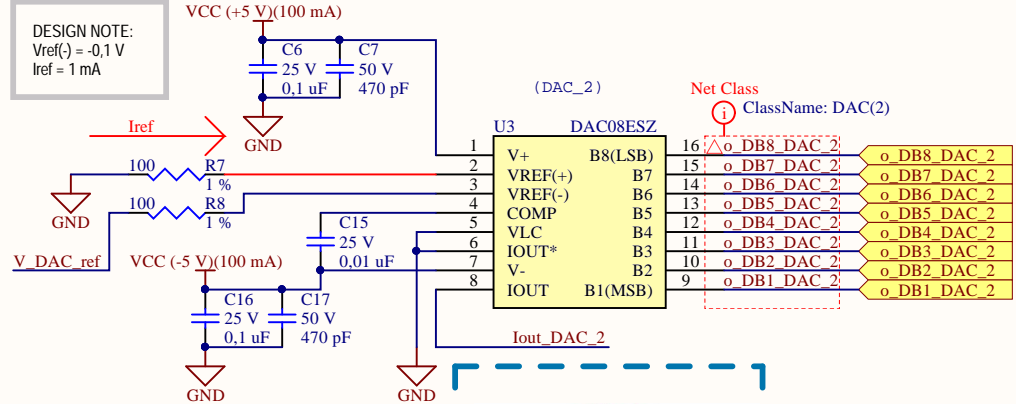 VCC (+5 V)(100 mA)
DESIGN NOTE:
Vref(-) = -0,1 V
Iref = 1 mA
C6
25 V
0,1 uF
C7
50 V
470 pF
GND
(DAC_2)
Net Class
i
ClassName: DAC(2)
Iref
U3
DAC08ESZ
1
V+
2
VREF(+)
3
VREF(-)
4
COMP
5
VLC
6
IOUT*
7
V-
8
IOUT
B8(LSB)
16
o_DB8_DAC_2
o_DB8_DAC_2
B7
15
o_DB7_DAC_2
o_DB7_DAC_2
B6
14
o_DB6_DAC_2
o_DB6_DAC_2
B5
13
o_DB5_DAC_2
o_DB5_DAC_2
B4
12
o_DB4_DAC_2
o_DB4_DAC_2
B3
11
o_DB3_DAC_2
o_DB3_DAC_2
B2
10
o_DB2_DAC_2
o_DB2_DAC_2
B1(MSB)
9
o_DB1_DAC_2
o_DB1_DAC_2
100
R7
1 %
GND
100
R8
1 %
V_DAC_ref
C15
25 V
0,01 uF
VCC (-5 V)(100 mA)
C16
25 V
0,1 uF
C17
50 V
470 pF
GND
GND
Iout_DAC_2